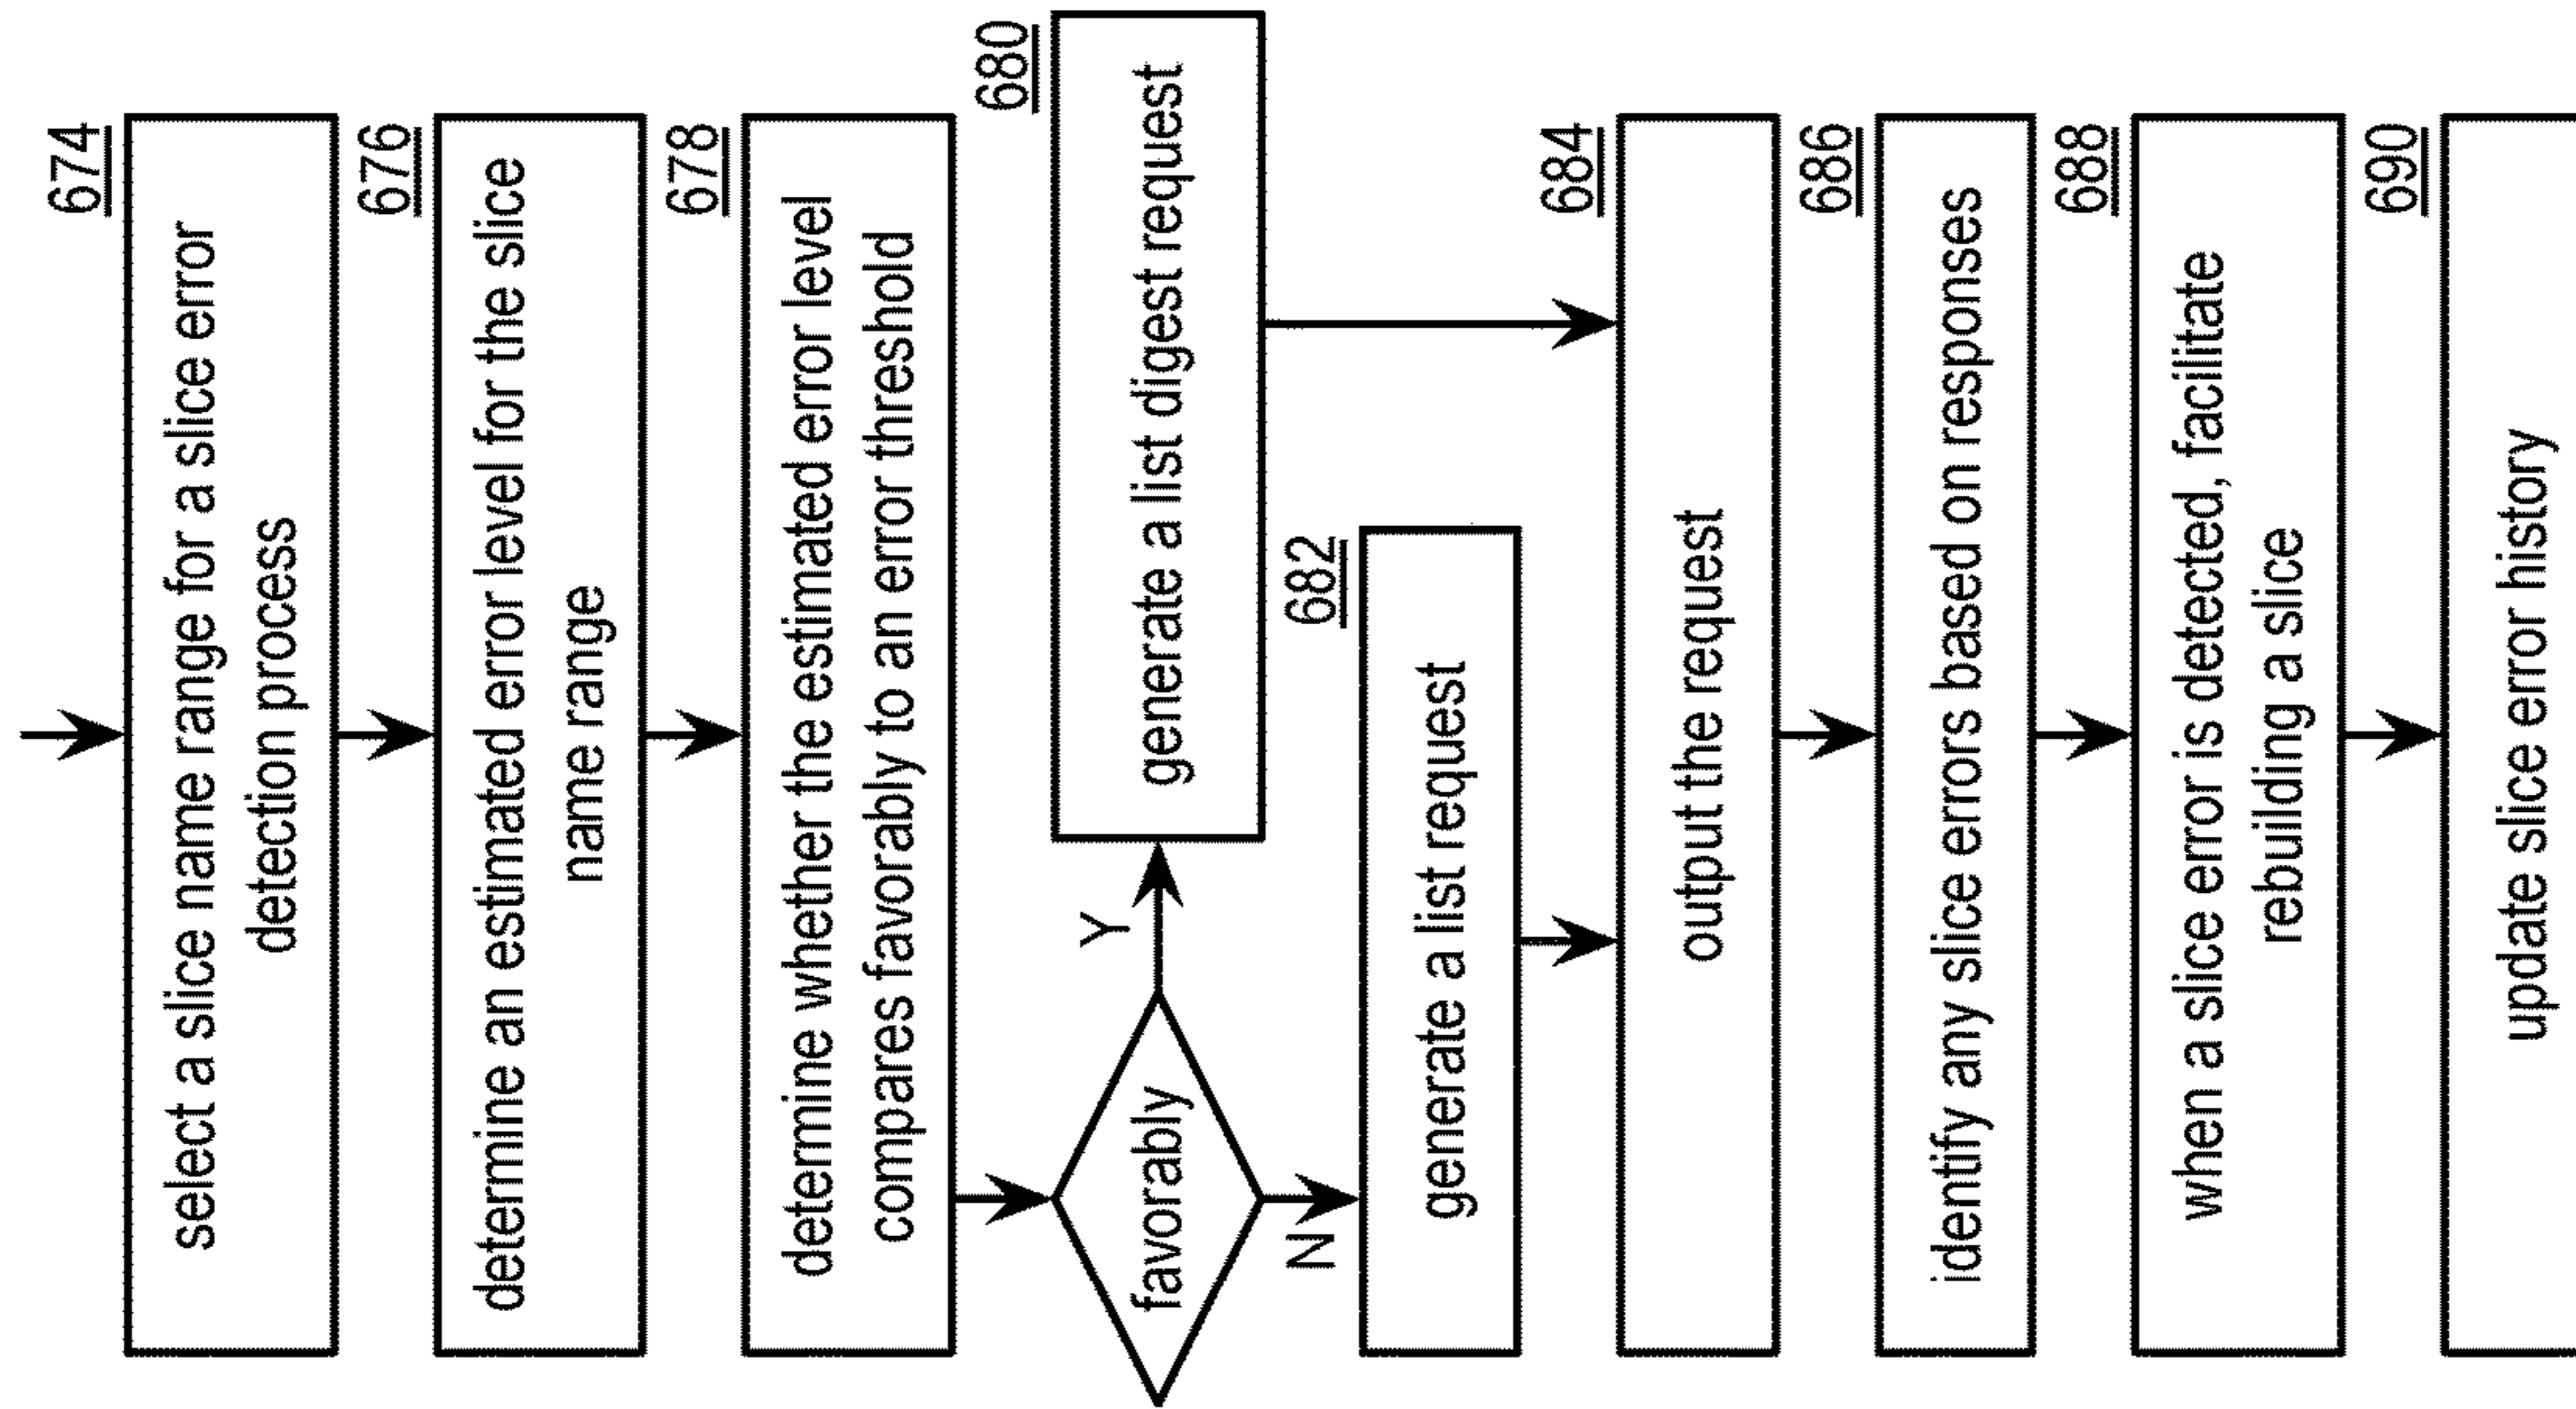 674
select a slice name range for a slice error
detection process
676
determine an estimated error level for the slice
name range
678
determine whether the estimated error level
compares favorably to an error threshold
favorably
Y
680
generate a list digest request
N
682
generate a list request
684
output the request
686
identify any slice errors based on responses
688
when a slice error is detected, facilitate
rebuilding a slice
690
update slice error history